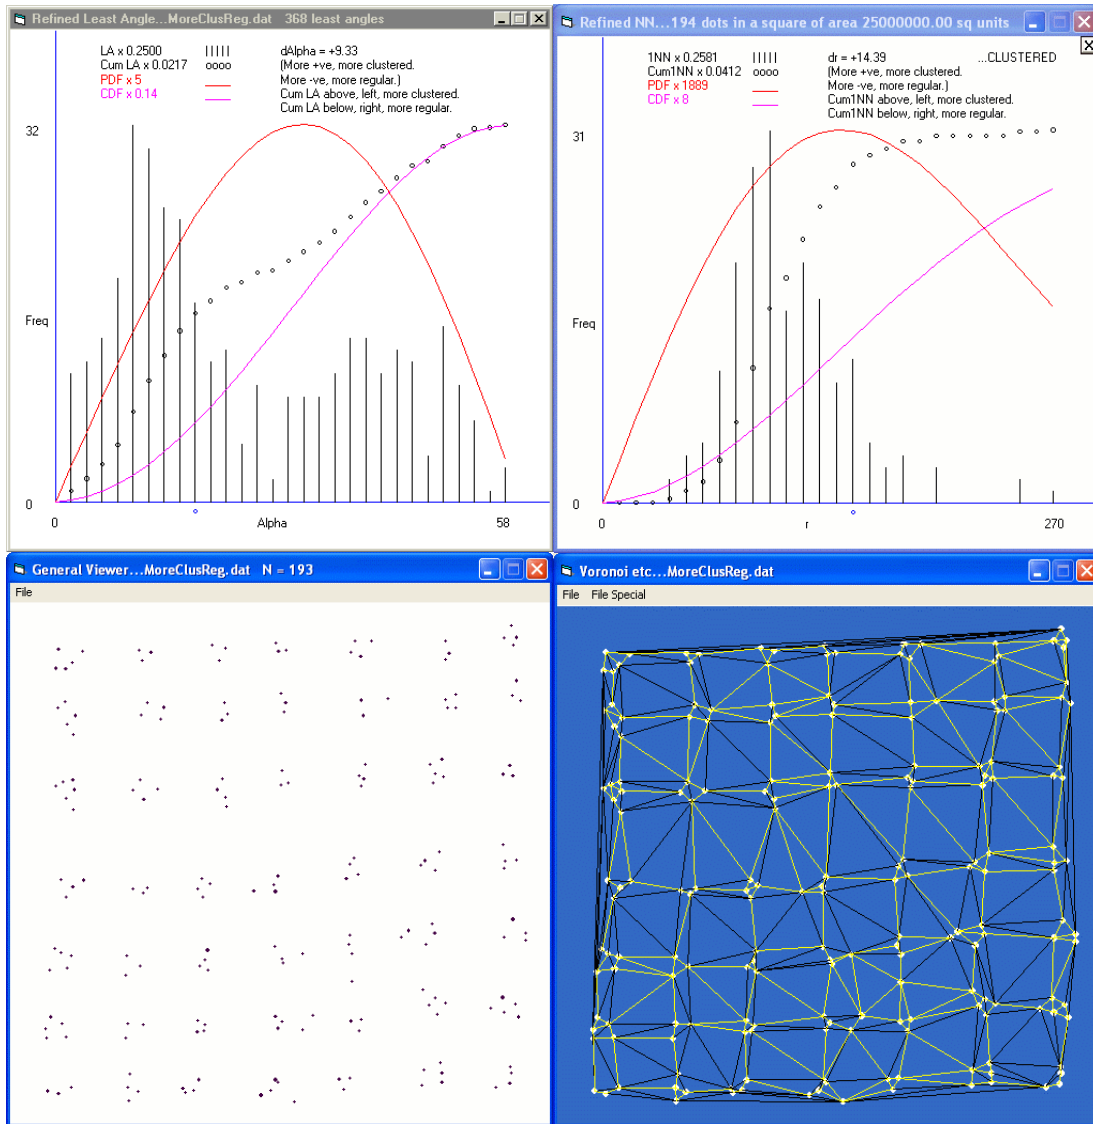 Refined Least Angle...MoreClusReg.dat 368 least angles
LA x 0.2500 | | | | | dAlpha = +9.33
Cum LA x 0.0217 oooo (More +ve, more clustered.
PDF x 5 More -ve, more regular.)
CDF x 0.14 Cum LA above, left, more clustered.
Cum LA below, right, more regular.
32
Freq
0
0 Alpha 58
Refined NN...194 dots in a square of area 25000000.00 sq units
1NN x 0.2581 | | | | | dr = +14.39 ...CLUSTERED
Cum1NN x 0.0412 oooo (More +ve, more clustered.
PDF x 1889 More -ve, more regular.)
CDF x 8 Cum1NN above, left, more clustered.
Cum1NN below, right, more regular.
31
Freq
0
0 r 270
General Viewer...MoreClusReg.dat N = 193
File
Voronoi etc...MoreClusReg.dat
File File Special